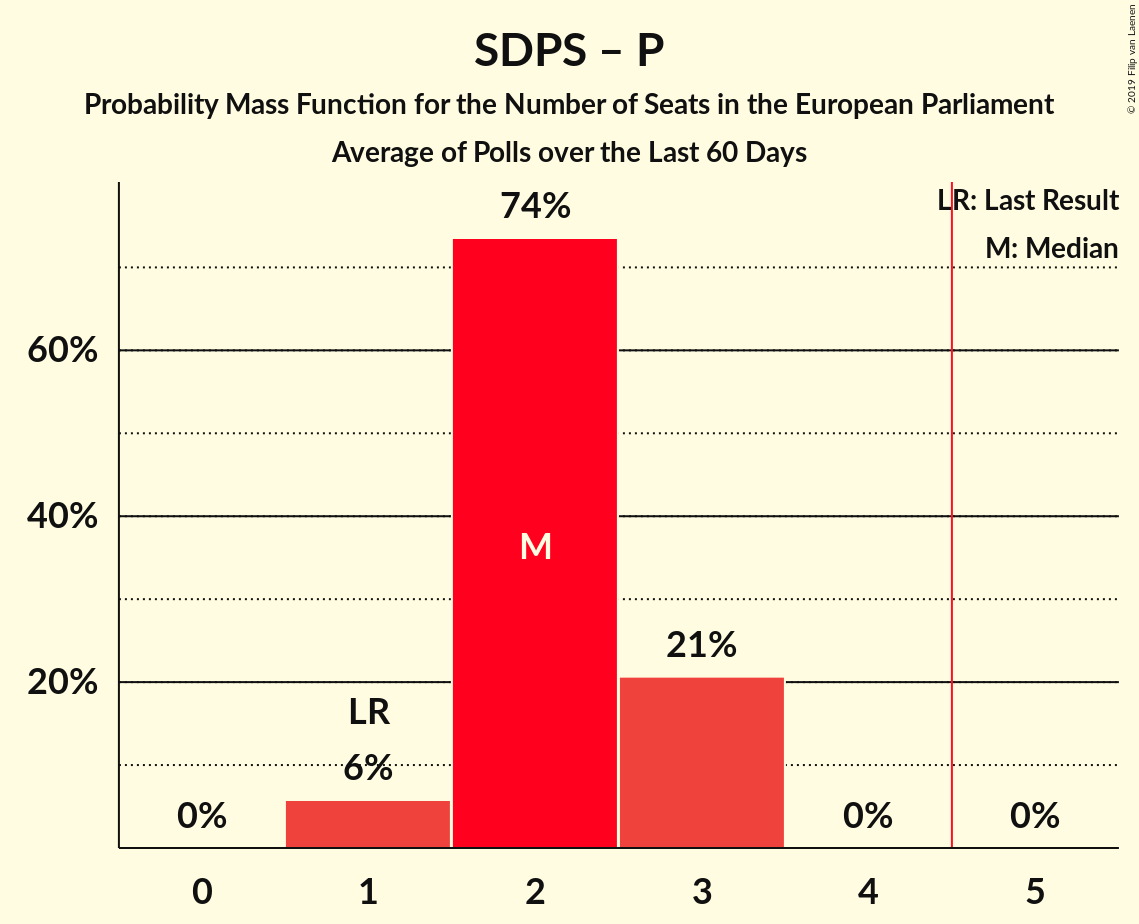 SDPS – P
Probability Mass Function for the Number of Seats in the European Parliament
Average of Polls over the Last 60 Days
© 2019 Filip van Laenen
LR: Last Result
M: Median
74%
60%
40%
M
21%
20%
LR
6%
0%
0%
0%
0 1 2 3 4 5